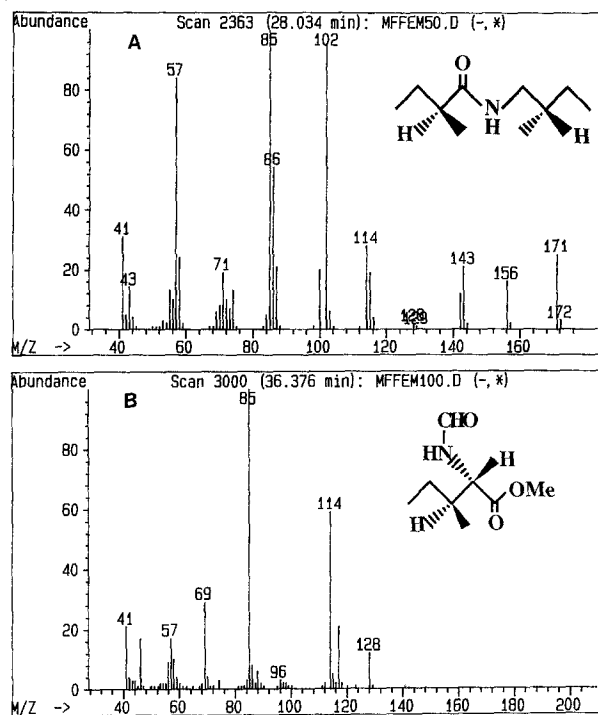 Abundance
Scan 2363 (28.034 min): MFFEM50.D (-,*)
A
85
102
57
80
60
86
40
41
114
171
20
43
71
143
156
172
0
M/Z ->
40
60
80
100
120
140
160
O
N
H
H
H
Abundance
Scan 3000 (36.376 min): MFFEM100.D (-,*)
B
85
80
114
60
40
69
41
57
20
128
96
0
M/Z ->
40
60
80
100
120
140
160
180
200
CHO
HN
H
OMe
O
H